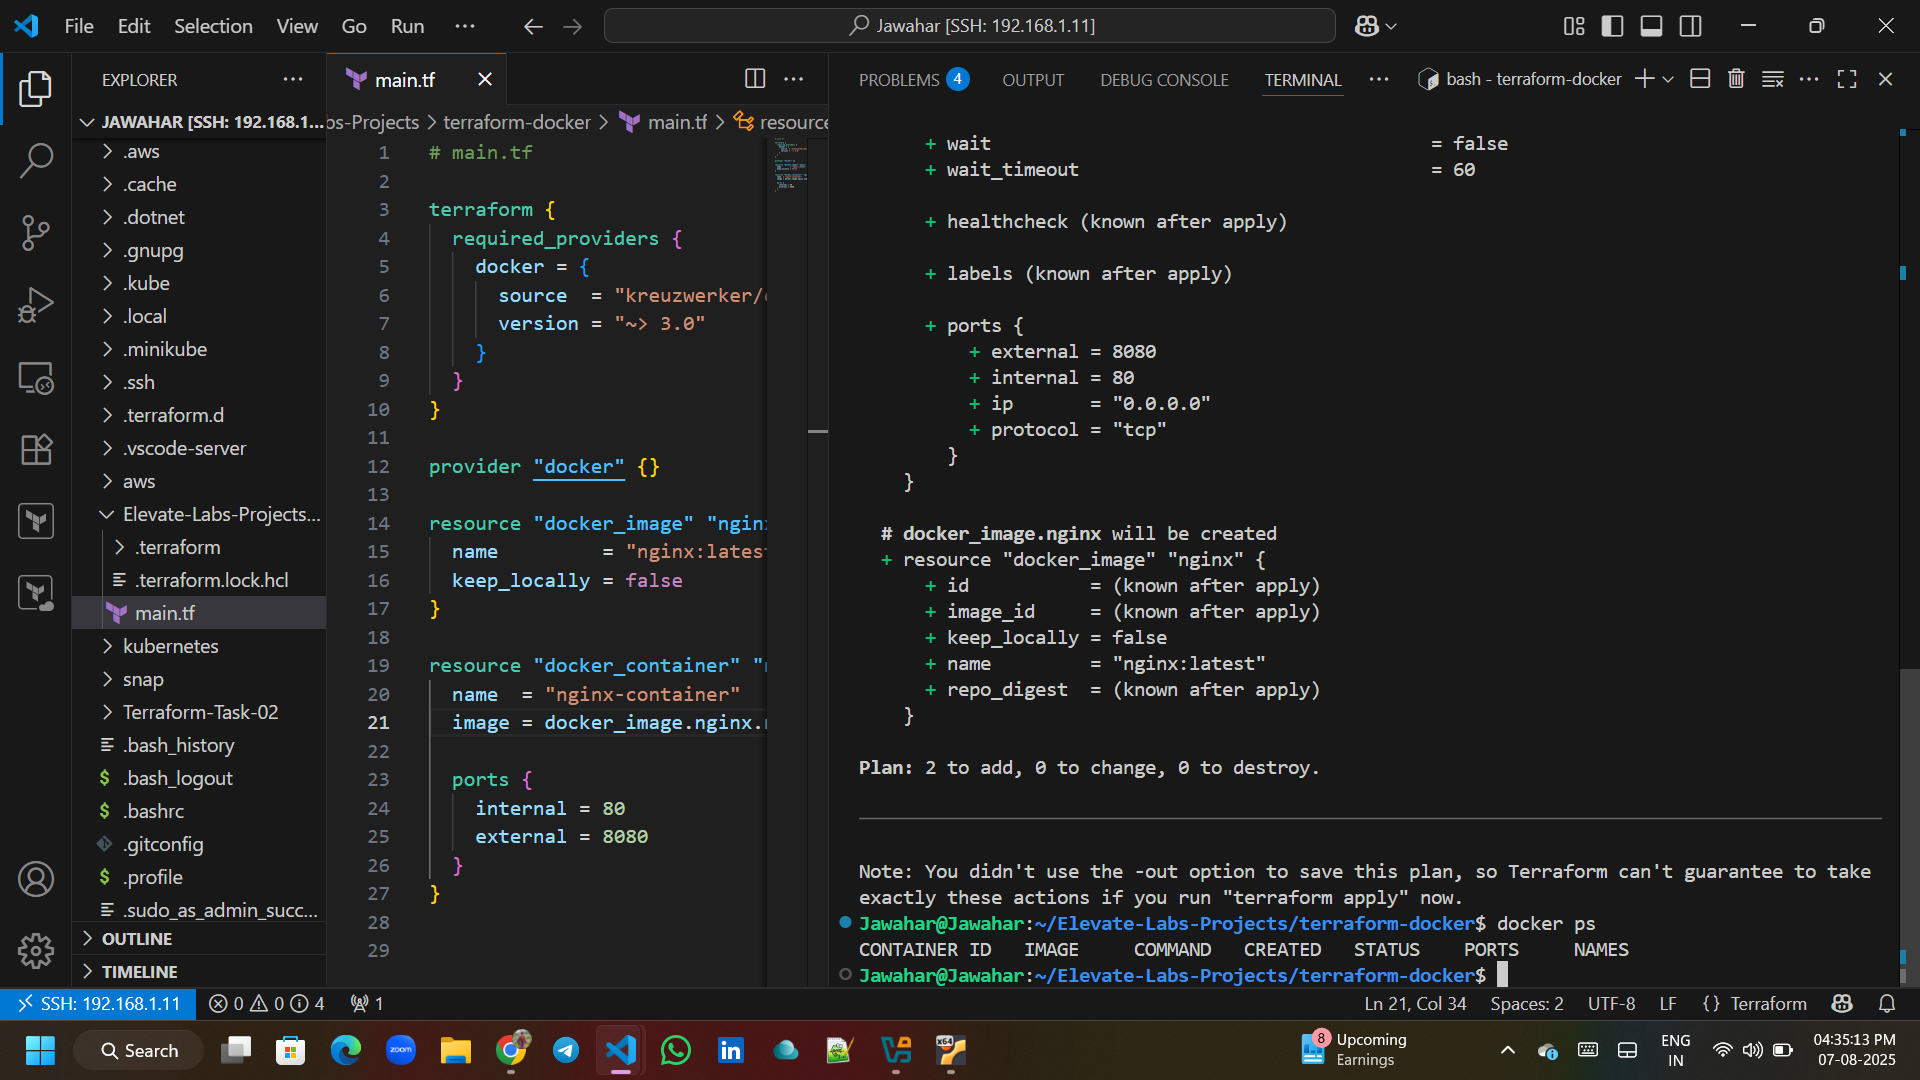 File Edit Selection View Go Run ··· Jawahar [SSH: 192.168.1.11]
EXPLORER ···
JAWAHAR [SSH: 192.168.1...
.aws
.cache
.dotnet
.gnupg
.kube
.local
.minikube
.ssh
.terraform.d
.vscode-server
aws
Elevate-Labs-Projects...
.terraform
.terraform.lock.hcl
main.tf
kubernetes
snap
Terraform-Task-02
.bash_history
.bash_logout
.bashrc
.gitconfig
.profile
.sudo_as_admin_succ...
OUTLINE
TIMELINE
main.tf
bs-Projects > terraform-docker > main.tf > resource
1 # main.tf
2
3 terraform {
4 required_providers {
5 docker = {
6 source = "kreuzwerker/
7 version = "~> 3.0"
8 }
9 }
10 }
11
12 provider "docker" {}
13
14 resource "docker_image" "nginx
15 name = "nginx:latest
16 keep_locally = false
17 }
18
19 resource "docker_container" "n
20 name = "nginx-container"
21 image = docker_image.nginx.
22
23 ports {
24 internal = 80
25 external = 8080
26 }
27 }
28
29
PROBLEMS 4 OUTPUT DEBUG CONSOLE TERMINAL ··· bash - terraform-docker
+ wait = false
+ wait_timeout = 60
+ healthcheck (known after apply)
+ labels (known after apply)
+ ports {
+ external = 8080
+ internal = 80
+ ip = "0.0.0.0"
+ protocol = "tcp"
}
}
# docker_image.nginx will be created
+ resource "docker_image" "nginx" {
+ id = (known after apply)
+ image_id = (known after apply)
+ keep_locally = false
+ name = "nginx:latest"
+ repo_digest = (known after apply)
}
Plan: 2 to add, 0 to change, 0 to destroy.
Note: You didn't use the -out option to save this plan, so Terraform can't guarantee to take
exactly these actions if you run "terraform apply" now.
Jawahar@Jawahar:~/Elevate-Labs-Projects/terraform-docker$ docker ps
CONTAINER ID IMAGE COMMAND CREATED STATUS PORTS NAMES
Jawahar@Jawahar:~/Elevate-Labs-Projects/terraform-docker$
SSH: 192.168.1.11 0 0 4 1 Ln 21, Col 34 Spaces: 2 UTF-8 LF {} Terraform
Search
zoom
in
x64
8
Upcoming
Earnings
ENG
IN
04:35:13 PM
07-08-2025